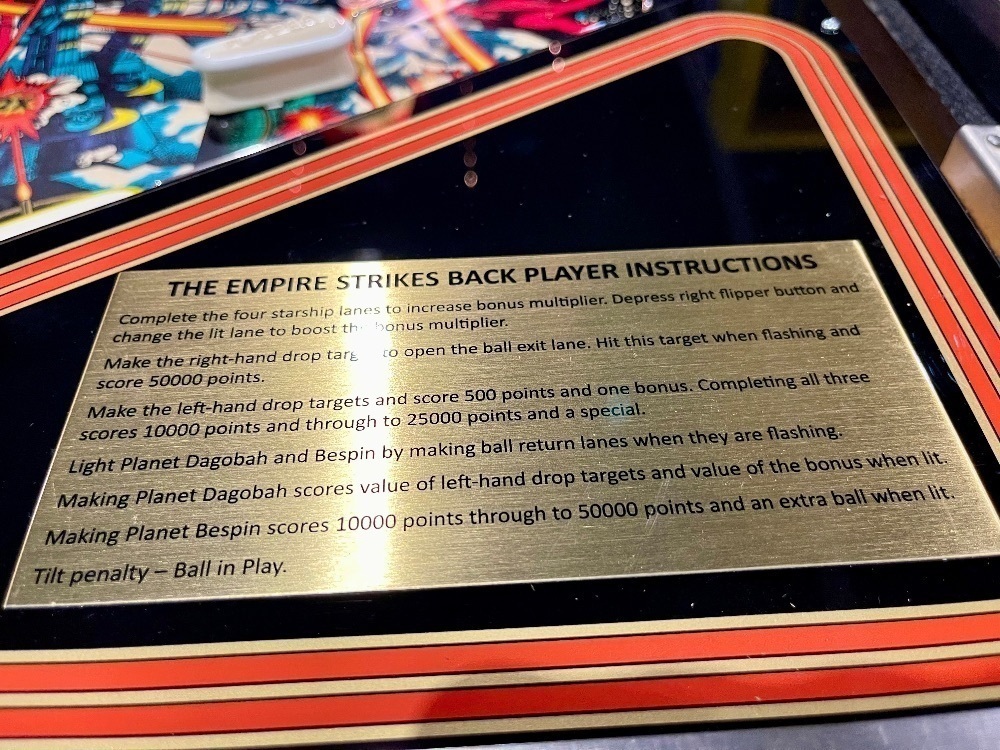 THE EMPIRE STRIKES BACK PLAYER INSTRUCTIONS
Complete the four starship lanes to increase bonus multiplier. Depress right flipper button and
change the lit lane to boost the bonus multiplier.
Make the right-hand drop targ to open the ball exit lane. Hit this target when flashing and
score 50000 points.
Make the left-hand drop targets and score 500 points and one bonus. Completing all three
scores 10000 points and through to 25000 points and a special.
Light Planet Dagobah and Bespin by making ball return lanes when they are flashing.
Making Planet Dagobah scores value of left-hand drop targets and value of the bonus when lit.
Making Planet Bespin scores 10000 points through to 50000 points and an extra ball when lit.
Tilt penalty – Ball in Play.